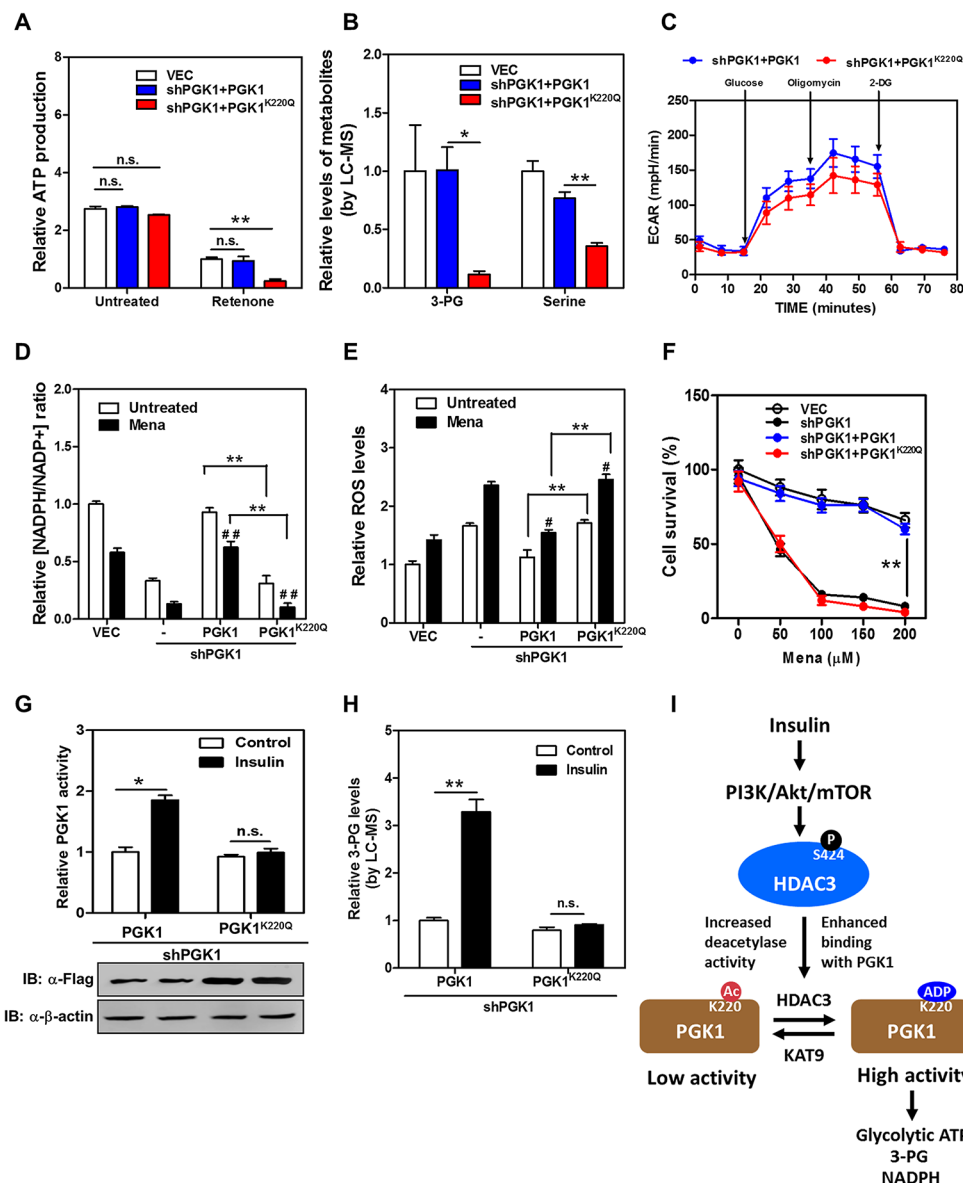 A
Relative ATP production
8
6
4
2
0
VEC
shPGK1+PGK1
shPGK1+PGK1K220Q
n.s.
n.s.
**
n.s.
Untreated
Retenone
B
Relative levels of metabolites
(by LC-MS)
2.0
1.5
1.0
0.5
0.0
VEC
shPGK1+PGK1
shPGK1+PGK1K220Q
*
**
3-PG
Serine
C
shPGK1+PGK1
shPGK1+PGK1K220Q
Glucose
Oligomycin
2-DG
ECAR (mpH/min)
250
200
150
100
50
0
0 10 20 30 40 50 60 70 80
TIME (minutes)
D
Relative [NADPH/NADP+] ratio
2.0
1.5
1.0
0.5
0.0
Untreated
Mena
**
**
##
##
VEC
-
PGK1
PGK1K220Q
shPGK1
E
Relative ROS levels
4
3
2
1
0
Untreated
Mena
**
**
#
#
VEC
-
PGK1
PGK1K220Q
shPGK1
F
Cell survival (%)
150
100
50
0
VEC
shPGK1
shPGK1+PGK1
shPGK1+PGK1K220Q
**
0 50 100 150 200
Mena (μM)
G
Relative PGK1 activity
3
2
1
0
Control
Insulin
*
n.s.
PGK1
PGK1K220Q
shPGK1
IB: α-Flag
IB: α-β-actin
H
Relative 3-PG levels
(by LC-MS)
5
4
3
2
1
0
Control
Insulin
**
n.s.
PGK1
PGK1K220Q
shPGK1
I
Insulin
PI3K/Akt/mTOR
P
S424
HDAC3
Increased
deacetylase
activity
Enhanced
binding
with PGK1
Ac
K220
PGK1
HDAC3
KAT9
ADP
K220
PGK1
Low activity
High activity
Glycolytic ATP
3-PG
NADPH